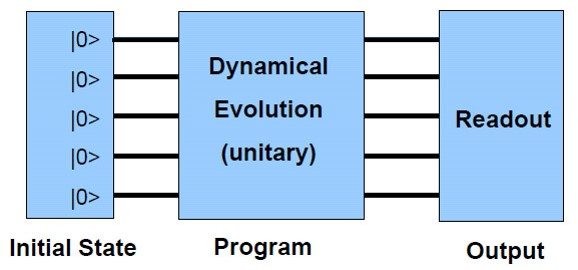 |0>
|0>
|0>
|0>
|0>
Dynamical
Evolution
(unitary)
Readout
Initial State
Program
Output